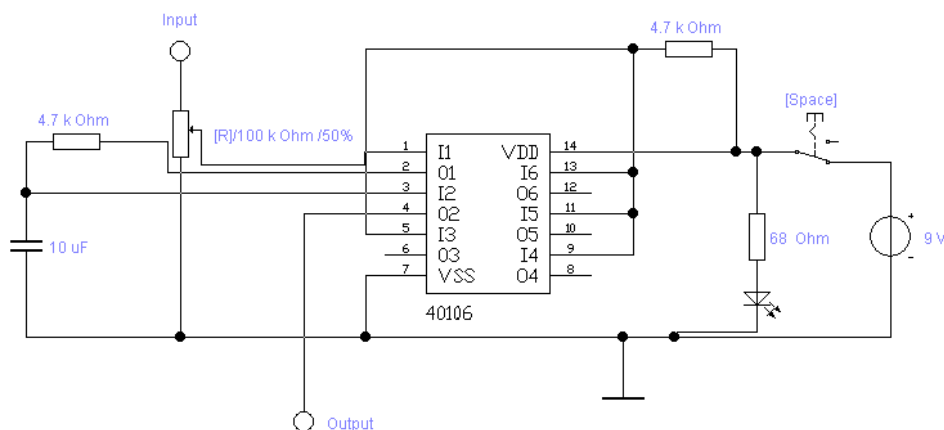 Input
4.7 k Ohm
[Space]
4.7 k Ohm
[R]/100 k Ohm /50%
1 I1 VDD 14
2 O1 I6 13
3 I2 O6 12
4 O2 I5 11
5 I3 O5 10
6 O3 I4 9
7 VSS O4 8
10 uF
68 Ohm
+
9 V
-
40106
Output